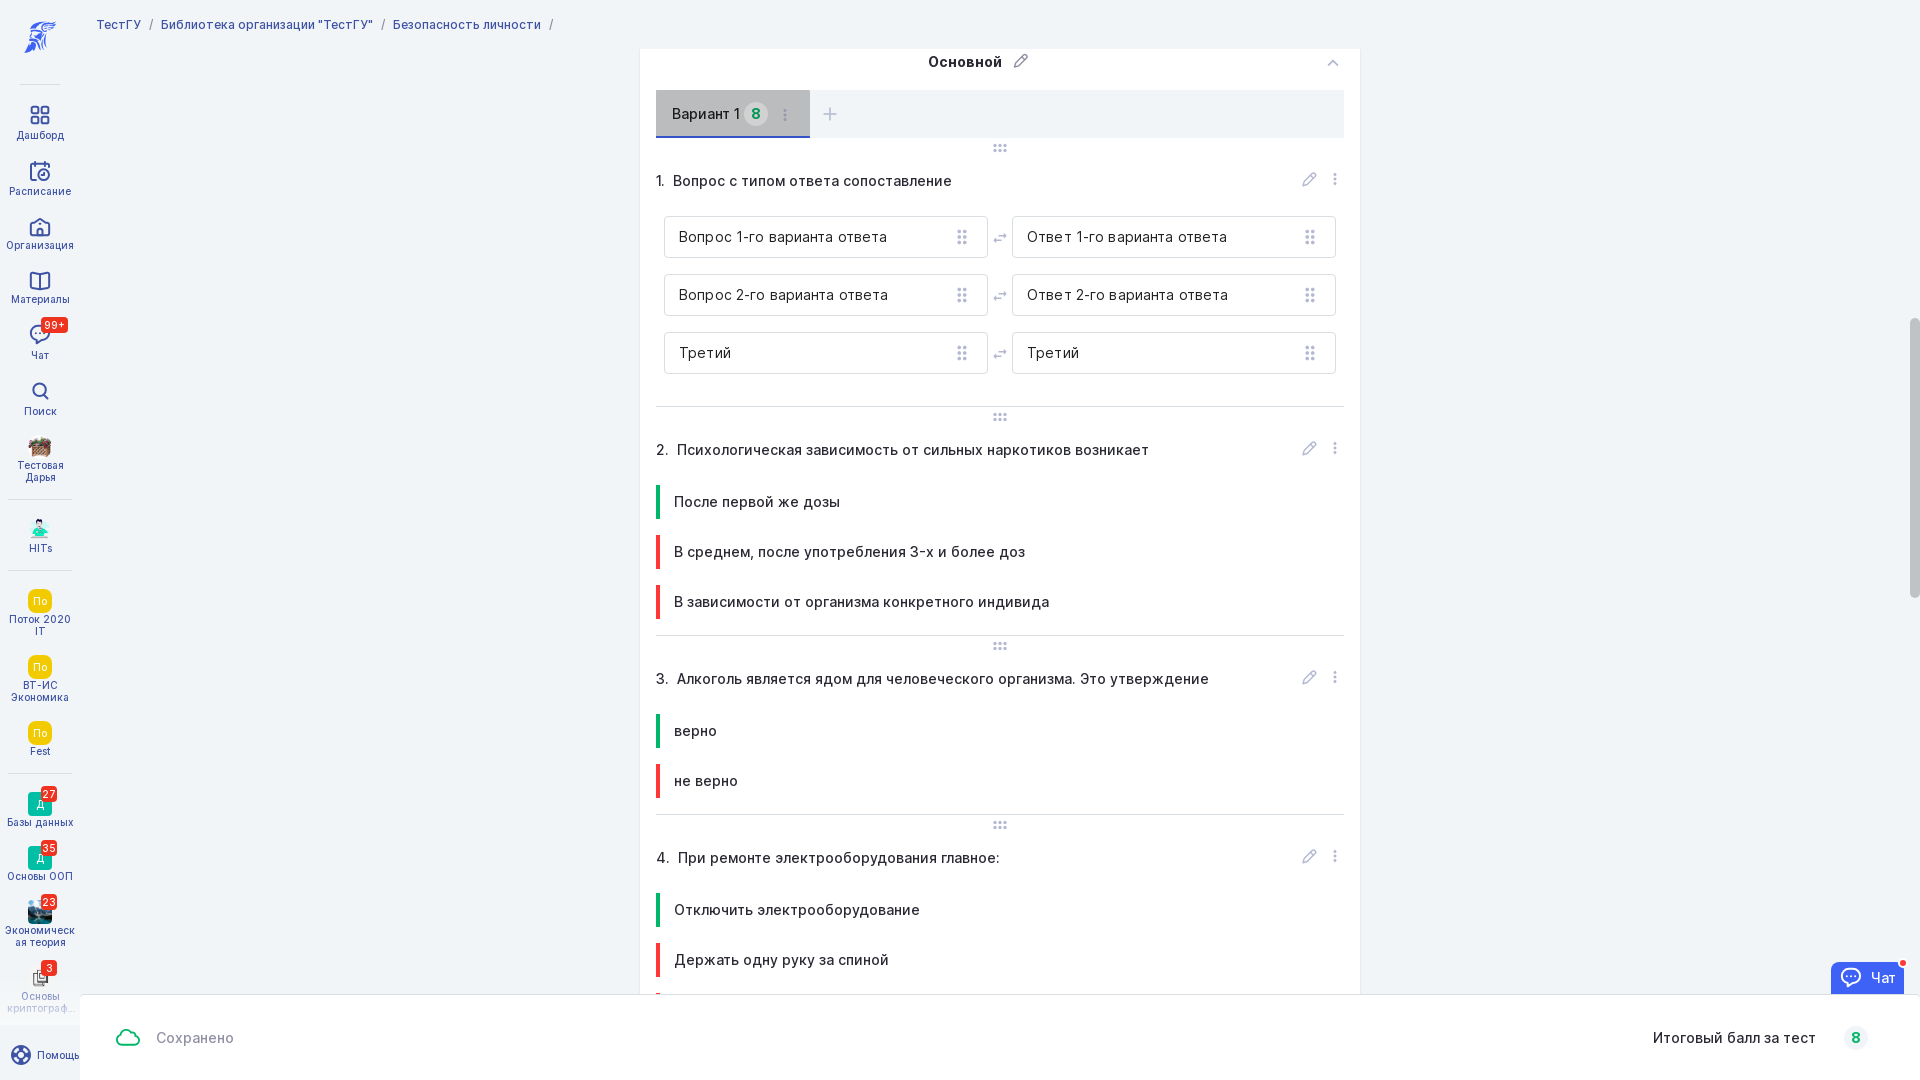 ТестГУ / Библиотека организации "ТестГУ" / Безопасность личности /
Дашборд
Расписание
Организация
Материалы
99+
Чат
Поиск
Тестовая
Дарья
HITs
По
Поток 2020
IT
По
ВТ-ИС
Экономика
По
Fest
27
Д
Базы данных
35
Д
Основы ООП
23
Экономическ
ая теория
3
Основы
криптограф...
Помощь
Основной
Вариант 1 8
1. Вопрос с типом ответа сопоставление
Вопрос 1-го варианта ответа Ответ 1-го варианта ответа
Вопрос 2-го варианта ответа Ответ 2-го варианта ответа
Третий Третий
2. Психологическая зависимость от сильных наркотиков возникает
После первой же дозы
В среднем, после употребления 3-х и более доз
В зависимости от организма конкретного индивида
3. Алкоголь является ядом для человеческого организма. Это утверждение
верно
не верно
4. При ремонте электрооборудования главное:
Отключить электрооборудование
Держать одну руку за спиной
Чат
Сохранено
Итоговый балл за тест 8